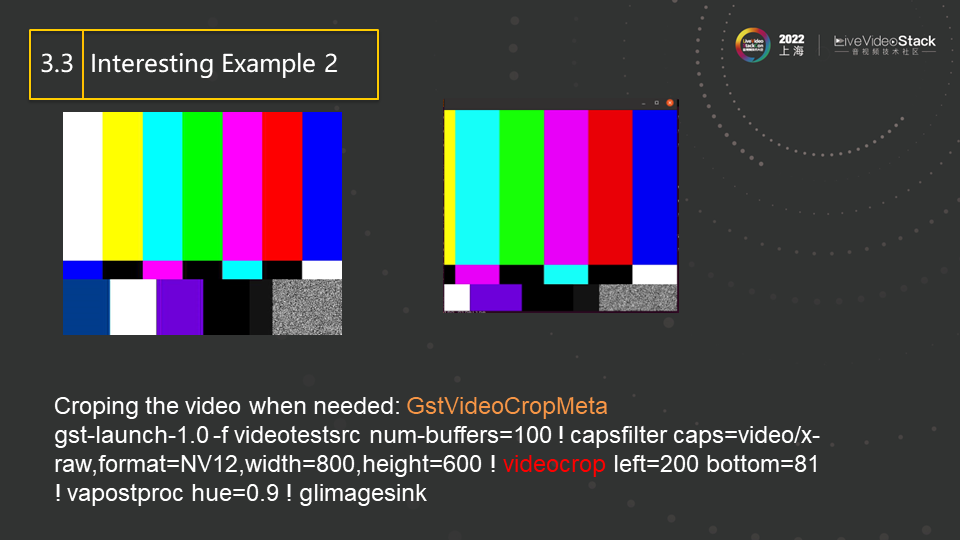 3.3 Interesting Example 2
2022
上海
LiveVideoStack
音视频技术社区
Croping the video when needed: GstVideoCropMeta
gst-launch-1.0 -f videotestsrc num-buffers=100 ! capsfilter caps=video/x-
raw,format=NV12,width=800,height=600 ! videocrop left=200 bottom=81
! vapostproc hue=0.9 ! glimagesink